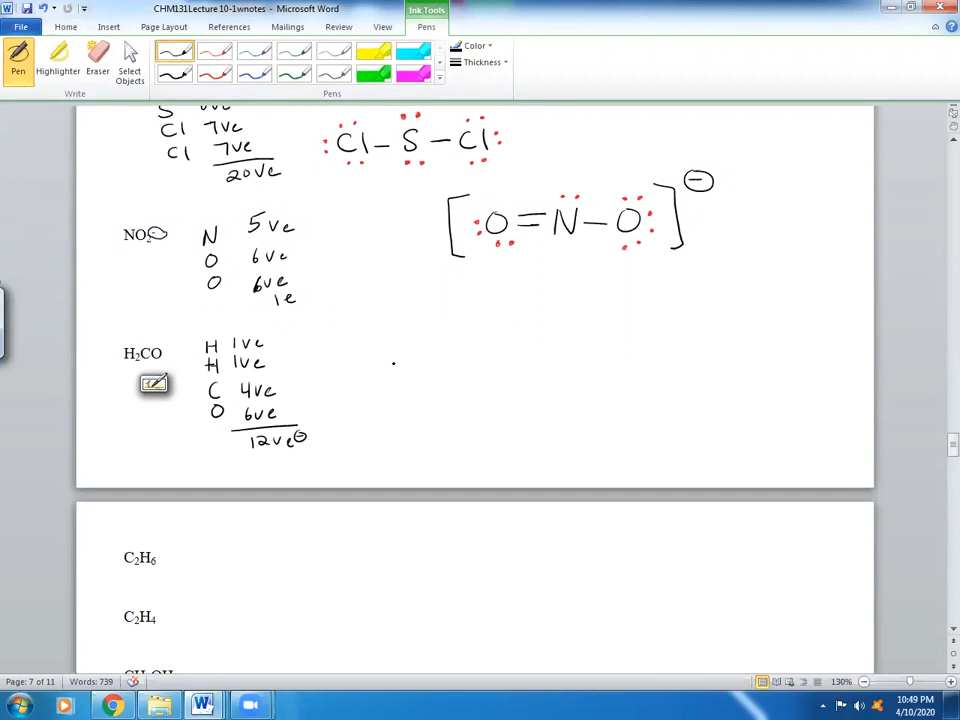 CHM131Lecture 10-1wnotes - Microsoft Word
Ink Tools
File Home Insert Page Layout References Mailings Review View Pens
Pen Highlighter Eraser Select Objects
Color
Thickness
Write
Pens
S
Cl 7ve
Cl 7ve
20ve
Cl – S – Cl
NO2⊖
N 5ve
O 6ve
O 6ve
1e
[O=N–O]⊖
H2CO
H 1ve
H 1ve
C 4ve
O 6ve
12ve⊖
C2H6
C2H4
Page: 7 of 11 Words: 739
130%
10:49 PM
4/10/2020